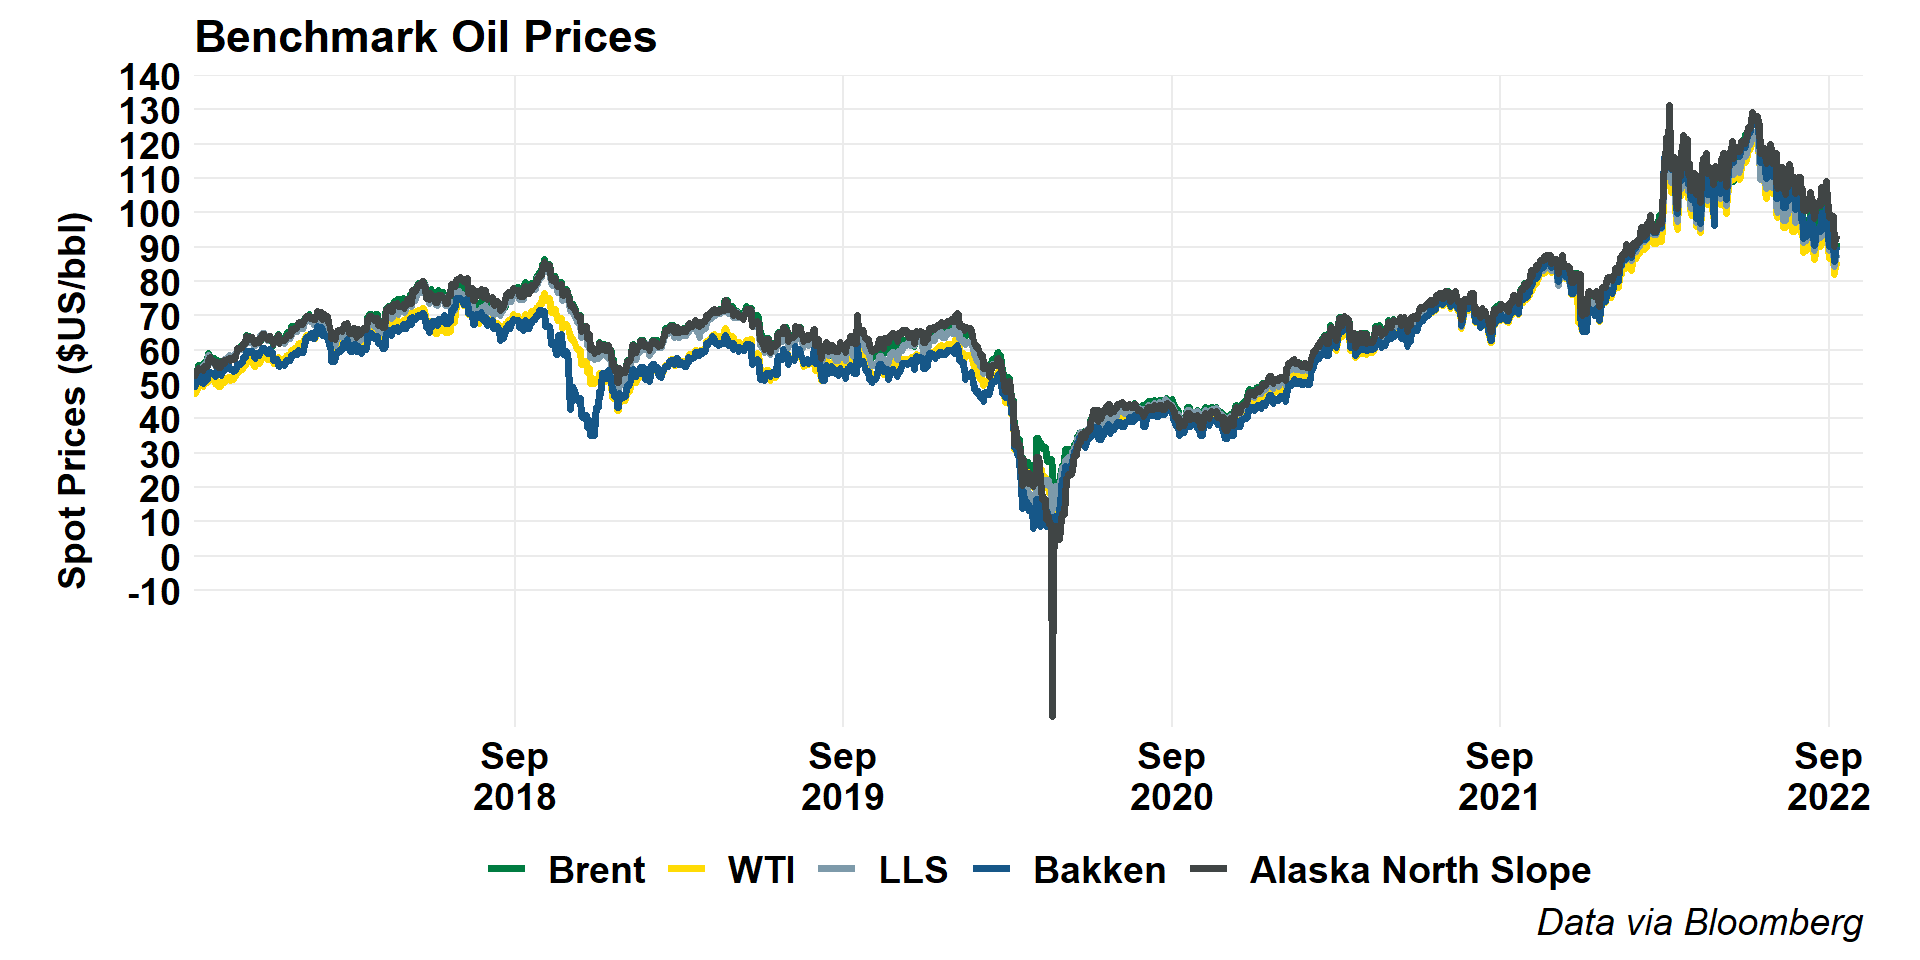 Benchmark Oil Prices
140
130
120
110
100
90
80
70
60
50
40
30
20
10
0
-10
Spot Prices ($US/bbl)
Sep Sep Sep Sep Sep
2018 2019 2020 2021 2022
Brent WTI LLS Bakken Alaska North Slope
Data via Bloomberg